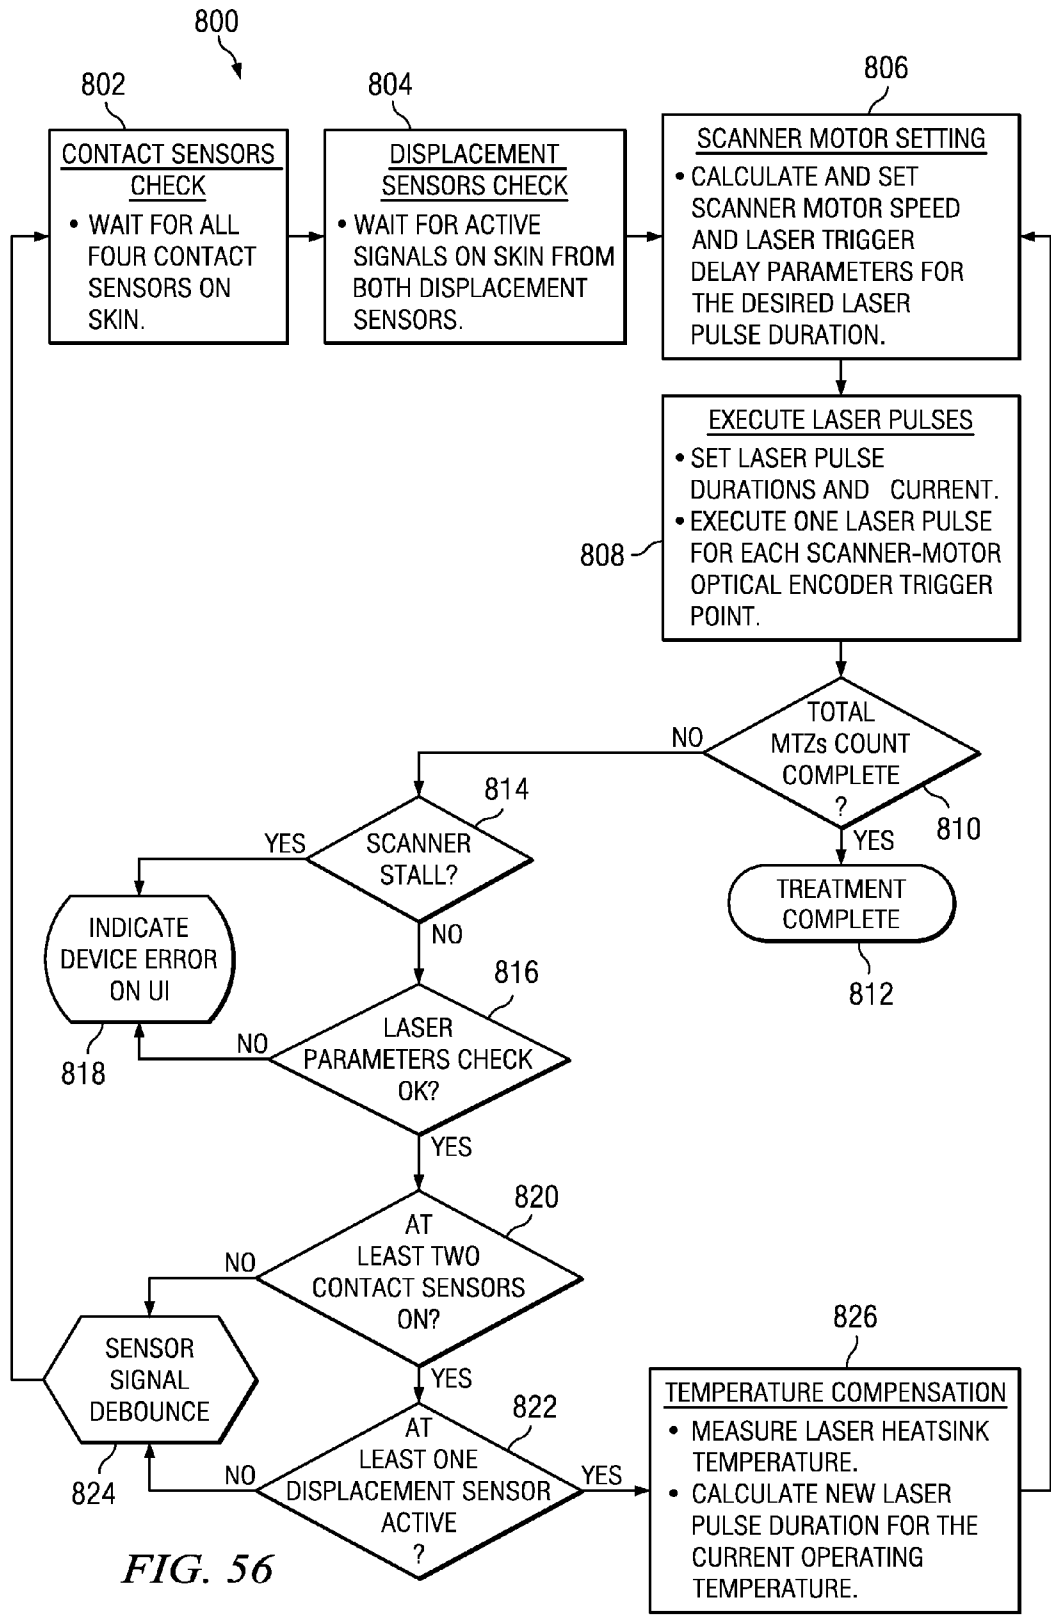 800
802
CONTACT SENSORS
CHECK
• WAIT FOR ALL
FOUR CONTACT
SENSORS ON
SKIN.
804
DISPLACEMENT
SENSORS CHECK
• WAIT FOR ACTIVE
SIGNALS ON SKIN FROM
BOTH DISPLACEMENT
SENSORS.
806
SCANNER MOTOR SETTING
• CALCULATE AND SET
SCANNER MOTOR SPEED
AND LASER TRIGGER
DELAY PARAMETERS FOR
THE DESIRED LASER
PULSE DURATION.
808
EXECUTE LASER PULSES
• SET LASER PULSE
DURATIONS AND CURRENT.
• EXECUTE ONE LASER PULSE
FOR EACH SCANNER-MOTOR
OPTICAL ENCODER TRIGGER
POINT.
TOTAL
MTZs COUNT
COMPLETE
?
810
NO
YES
TREATMENT
COMPLETE
812
814
SCANNER
STALL?
YES
NO
INDICATE
DEVICE ERROR
ON UI
818
816
LASER
PARAMETERS CHECK
OK?
NO
YES
820
AT
LEAST TWO
CONTACT SENSORS
ON?
NO
YES
SENSOR
SIGNAL
DEBOUNCE
824
822
AT
LEAST ONE
DISPLACEMENT SENSOR
ACTIVE
?
NO
YES
826
TEMPERATURE COMPENSATION
• MEASURE LASER HEATSINK
TEMPERATURE.
• CALCULATE NEW LASER
PULSE DURATION FOR THE
CURRENT OPERATING
TEMPERATURE.
FIG. 56